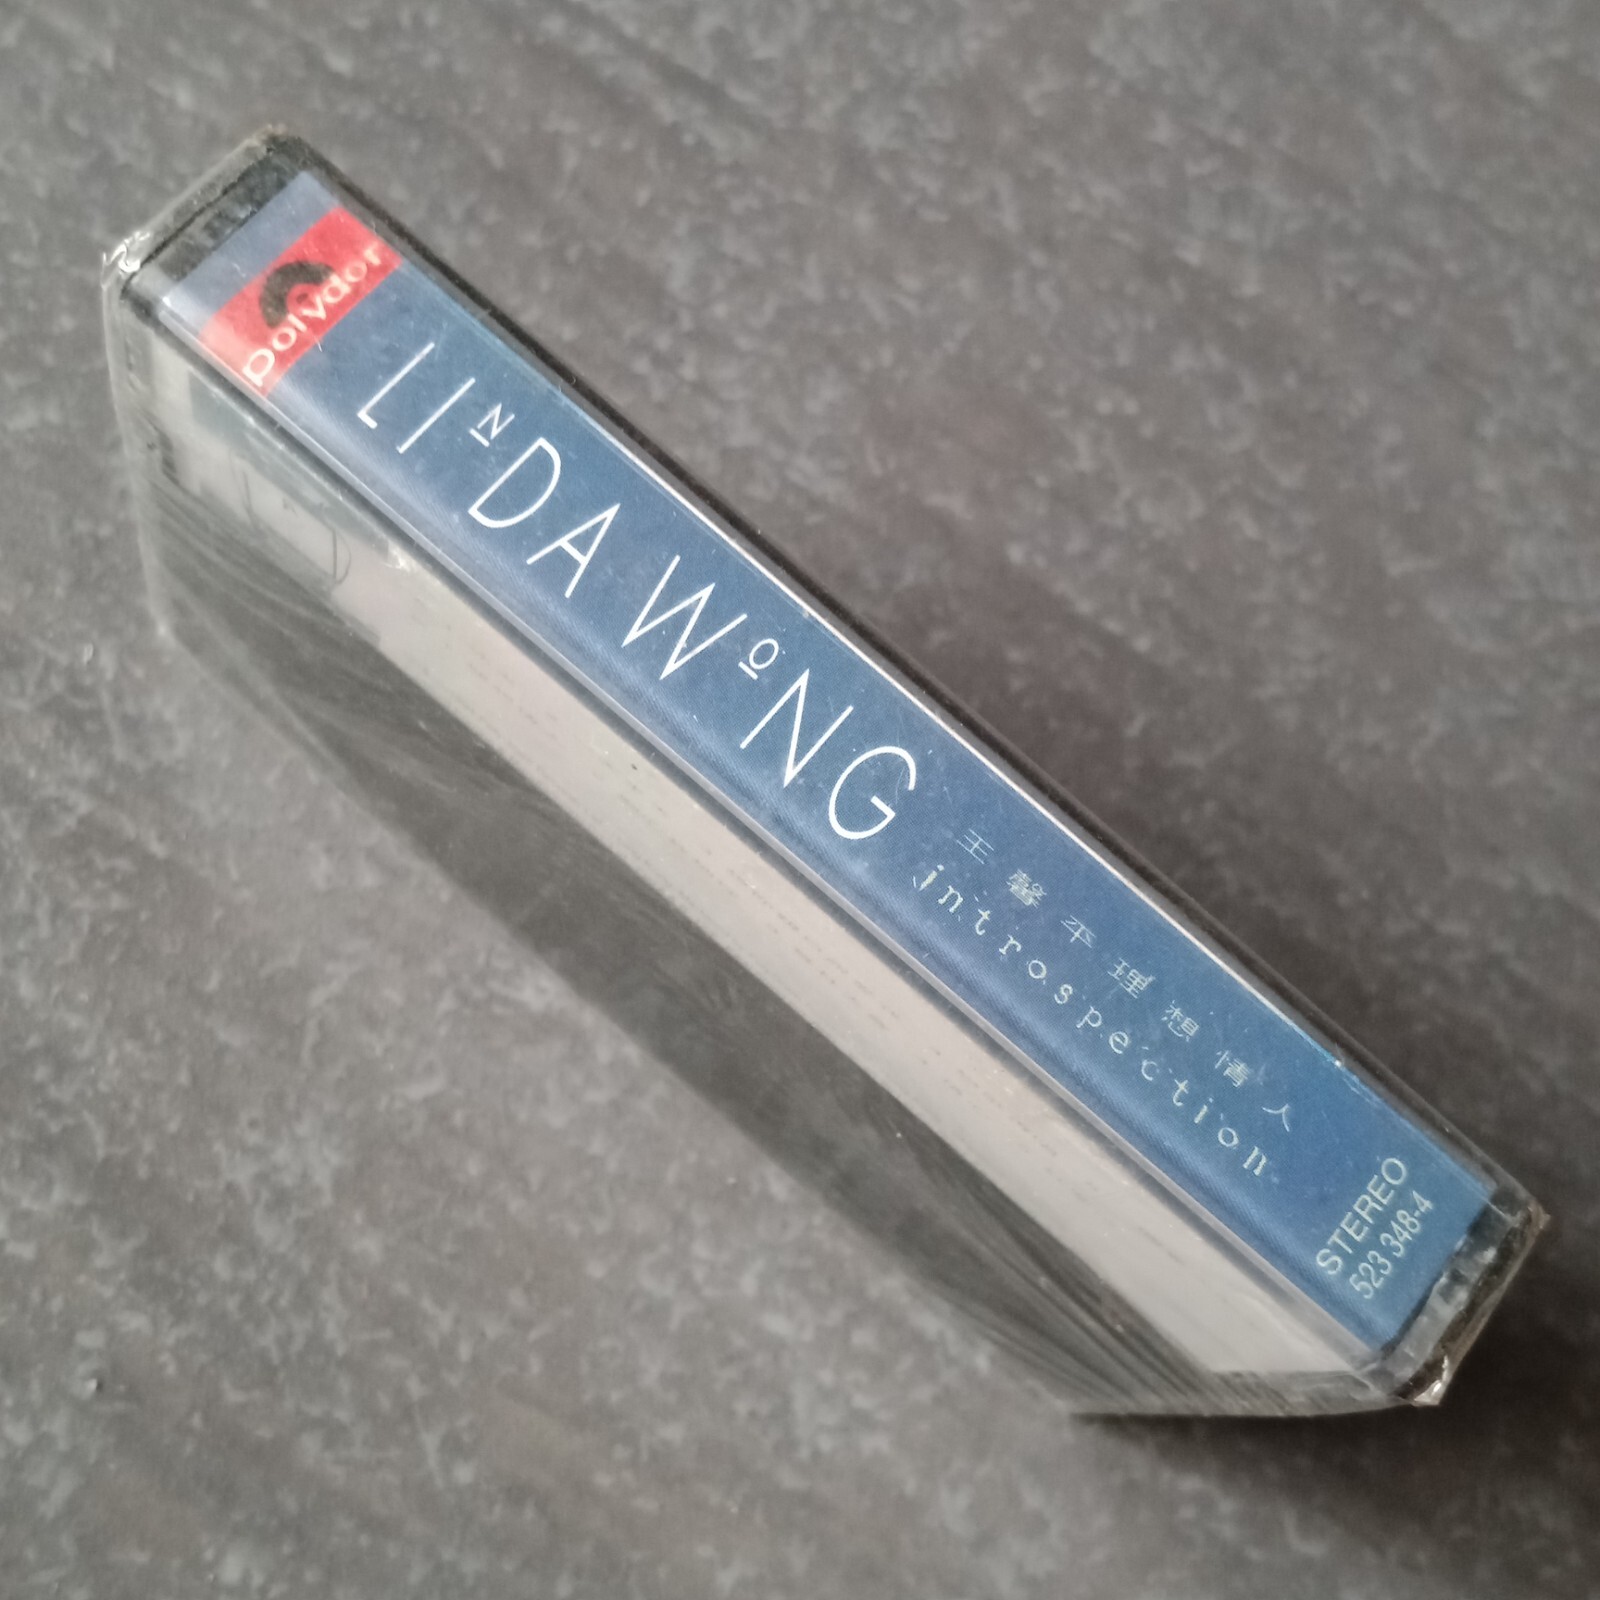 polydor
LINDA WONG
王馨平理想情人
introspection
STEREO
523 348-4